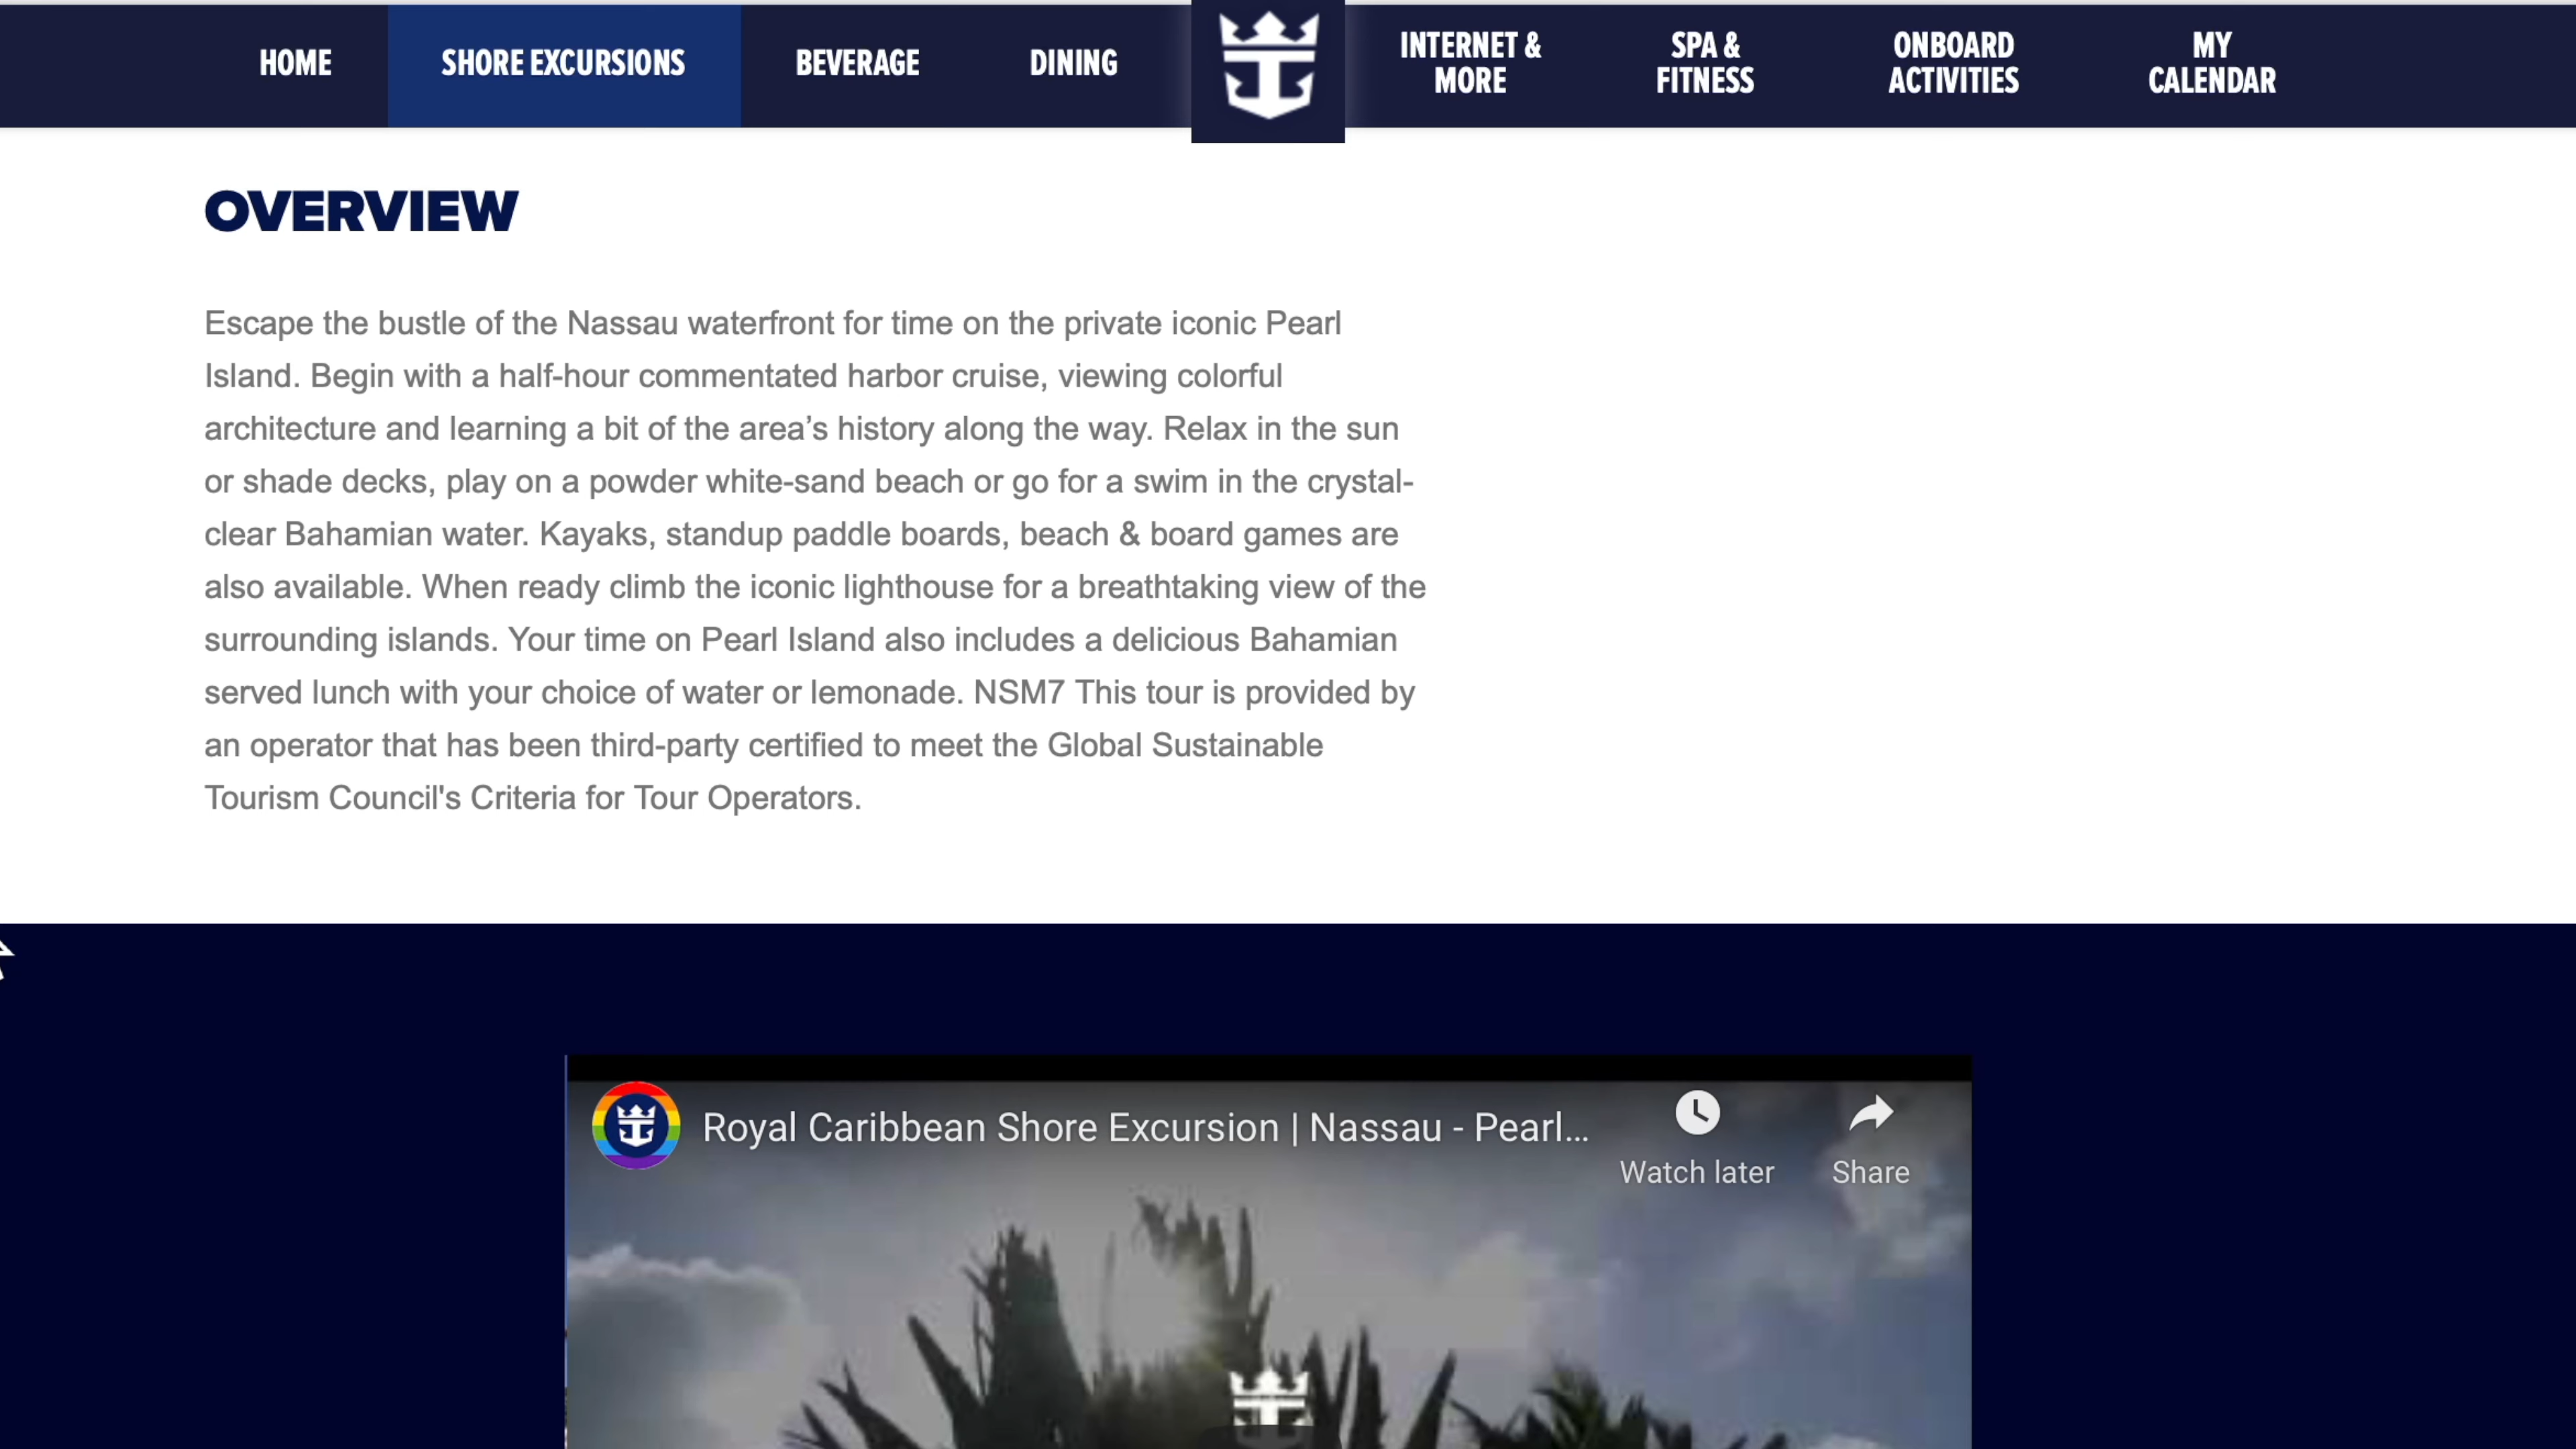 HOME
SHORE EXCURSIONS
BEVERAGE
DINING
INTERNET &
MORE
SPA &
FITNESS
ONBOARD
ACTIVITIES
MY
CALENDAR
OVERVIEW
Escape the bustle of the Nassau waterfront for time on the private iconic Pearl
Island. Begin with a half-hour commentated harbor cruise, viewing colorful
architecture and learning a bit of the area’s history along the way. Relax in the sun
or shade decks, play on a powder white-sand beach or go for a swim in the crystal-
clear Bahamian water. Kayaks, standup paddle boards, beach & board games are
also available. When ready climb the iconic lighthouse for a breathtaking view of the
surrounding islands. Your time on Pearl Island also includes a delicious Bahamian
served lunch with your choice of water or lemonade. NSM7 This tour is provided by
an operator that has been third-party certified to meet the Global Sustainable
Tourism Council's Criteria for Tour Operators.
Royal Caribbean Shore Excursion | Nassau - Pearl...
Watch later
Share